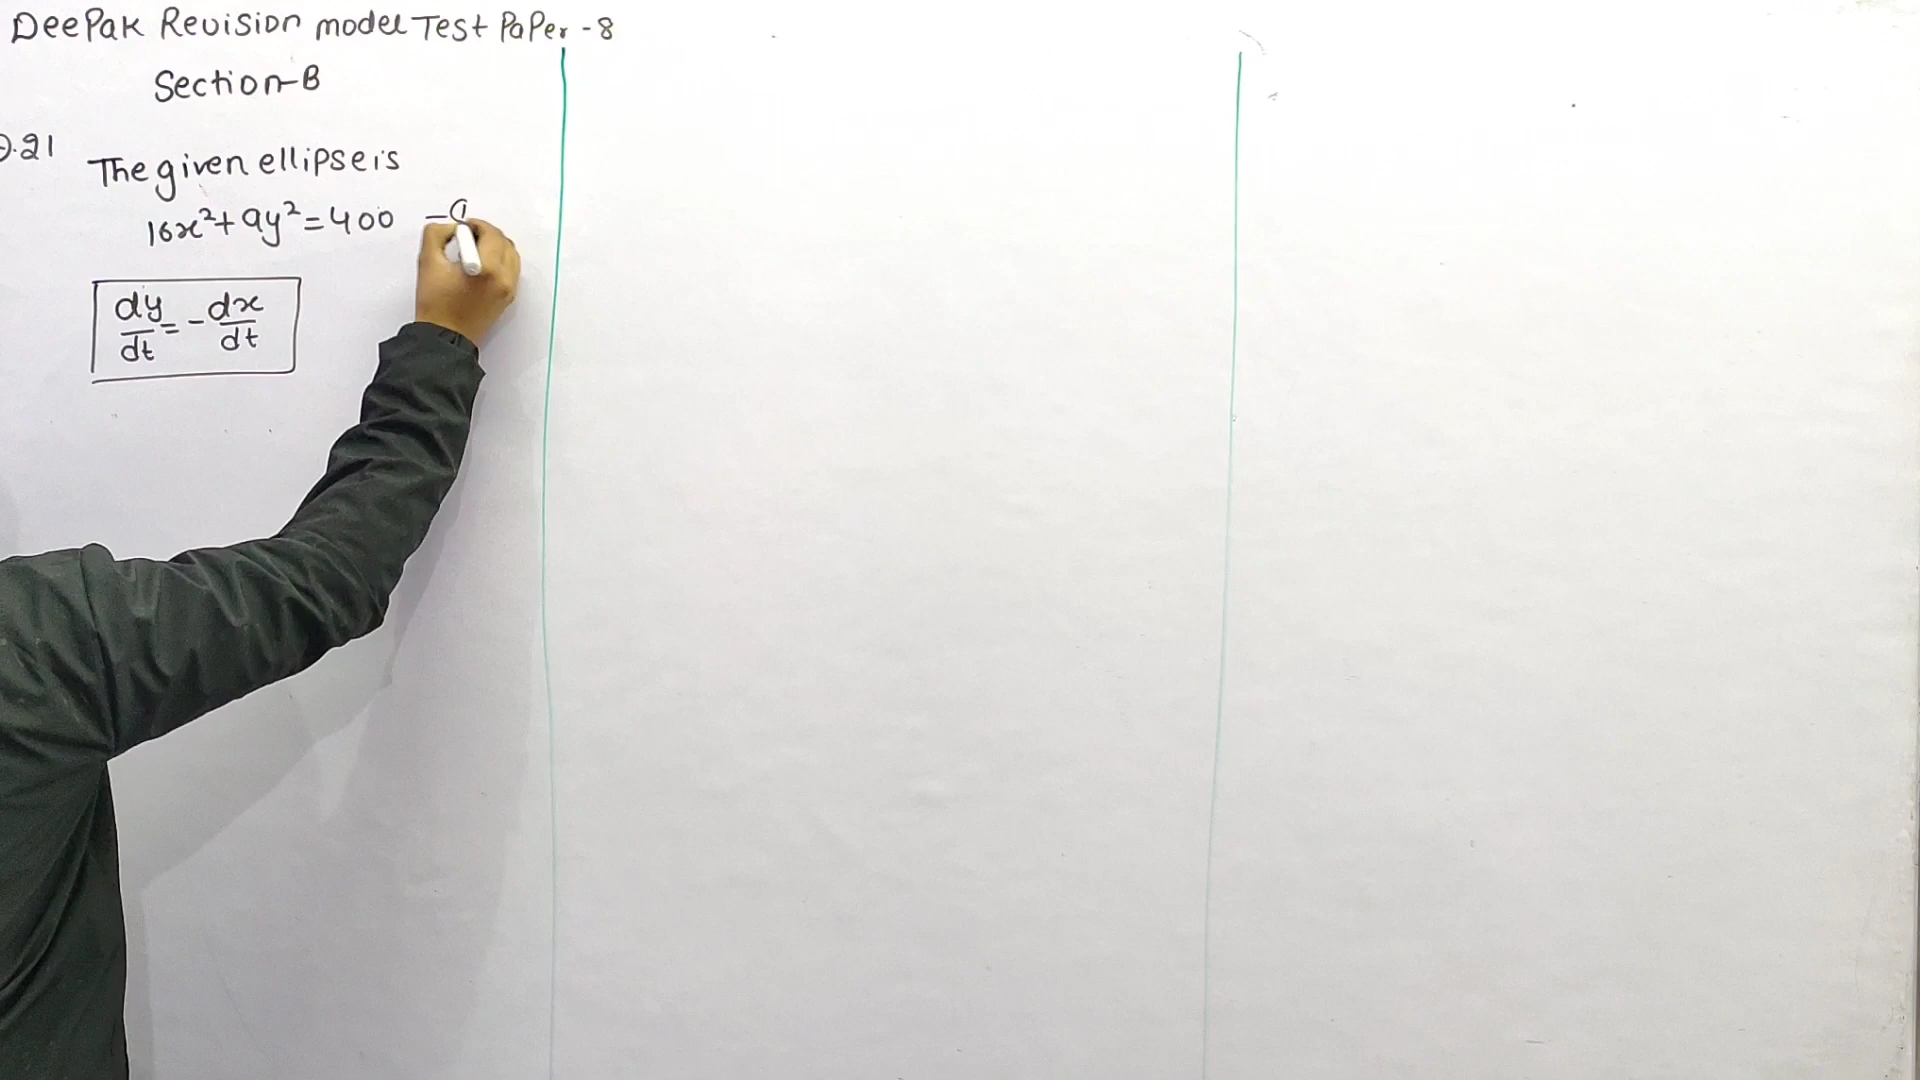 DeePak Revision model Test PaPer - 8
Section-B
Q.21 The given ellipse is
16x²+9y²=400 -
dy/dt = - dx/dt